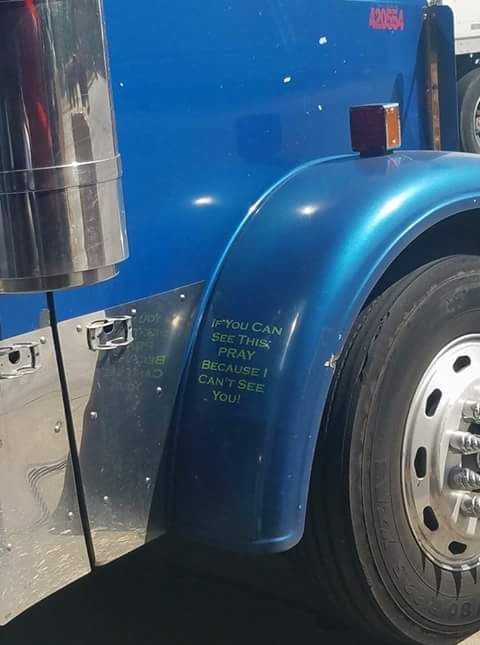 420554
If You Can
See This;
PRAY
Because I
Can't See
You!